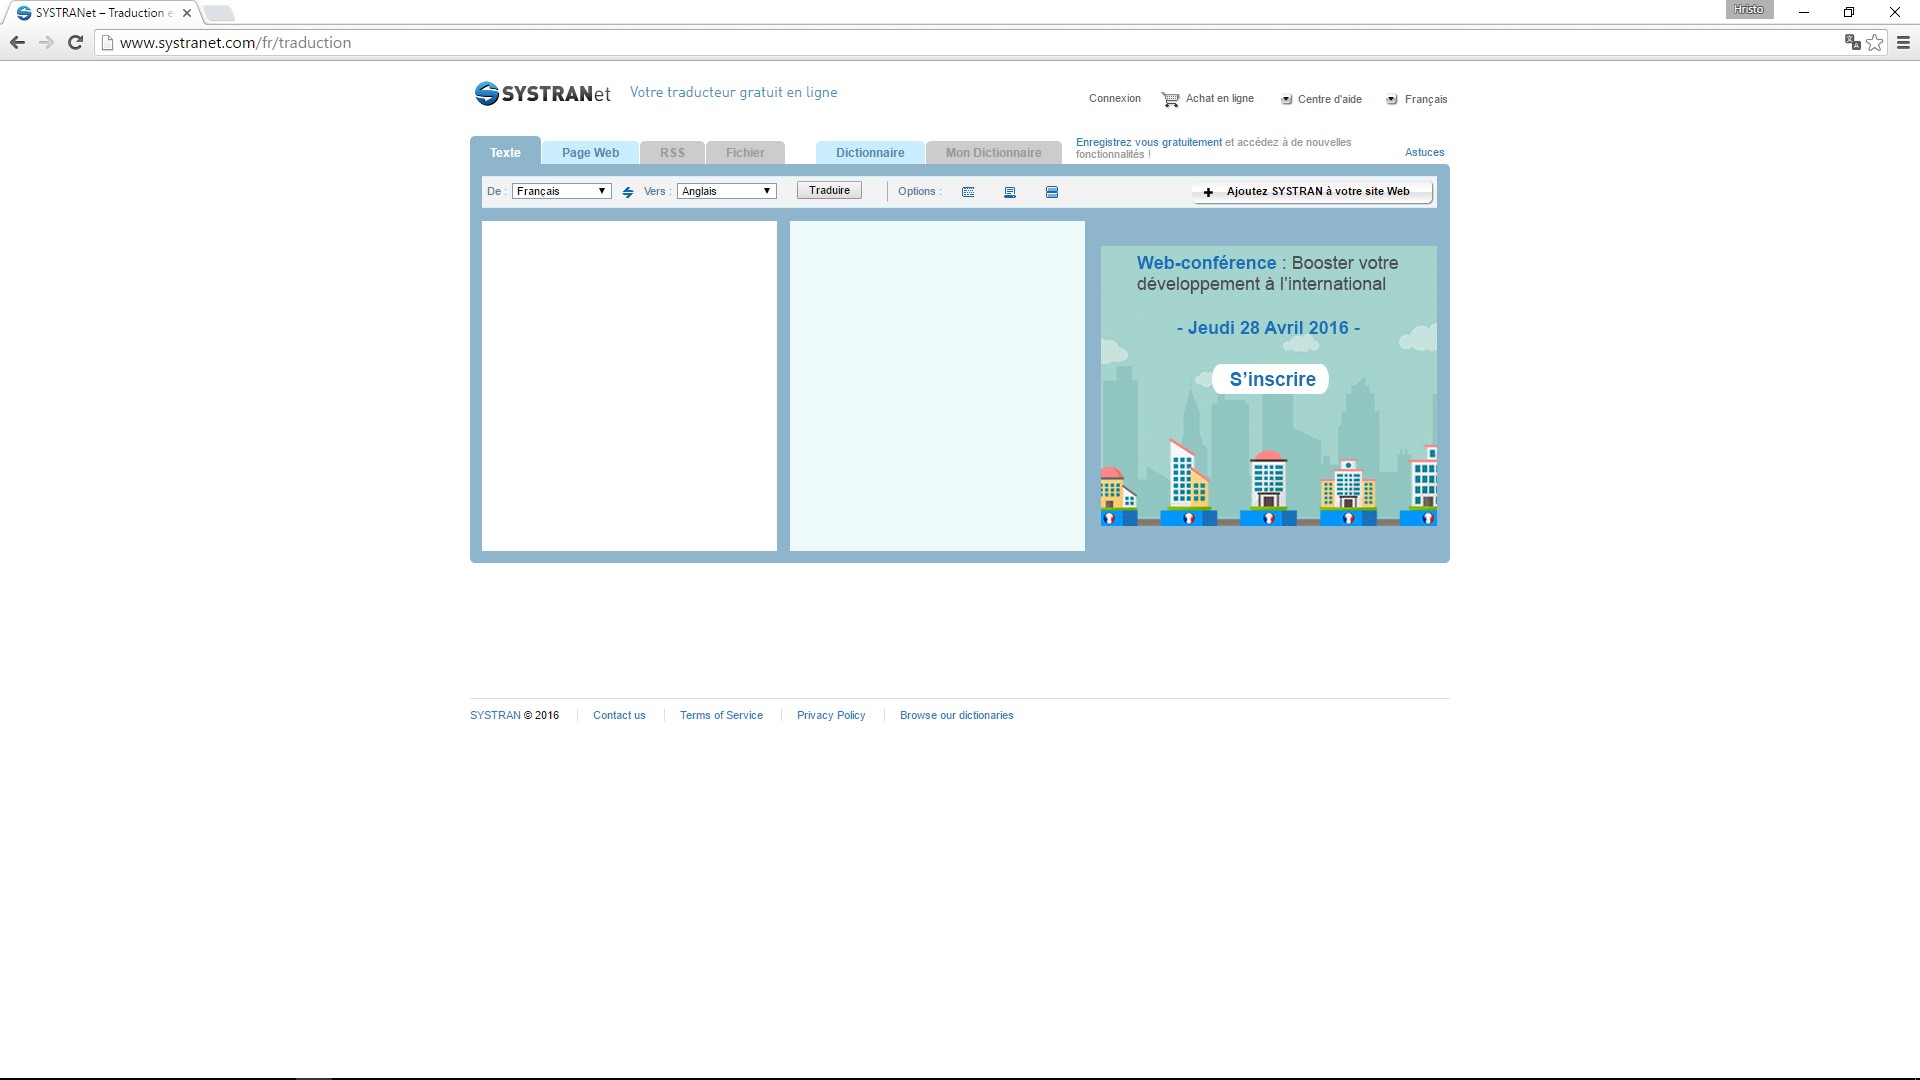 SYSTRANet – Traduction e
Hristo
www.systranet.com/fr/traduction
SYSTRANet
Votre traducteur gratuit en ligne
Connexion
Achat en ligne
Centre d'aide
Français
Texte
Page Web
RSS
Fichier
Dictionnaire
Mon Dictionnaire
Enregistrez vous gratuitement et accédez à de nouvelles
fonctionnalités !
Astuces
De : Français
Vers : Anglais
Traduire
Options :
Ajoutez SYSTRAN à votre site Web
Web-conférence : Booster votre
développement à l'international
- Jeudi 28 Avril 2016 -
S'inscrire
SYSTRAN © 2016
Contact us
Terms of Service
Privacy Policy
Browse our dictionaries